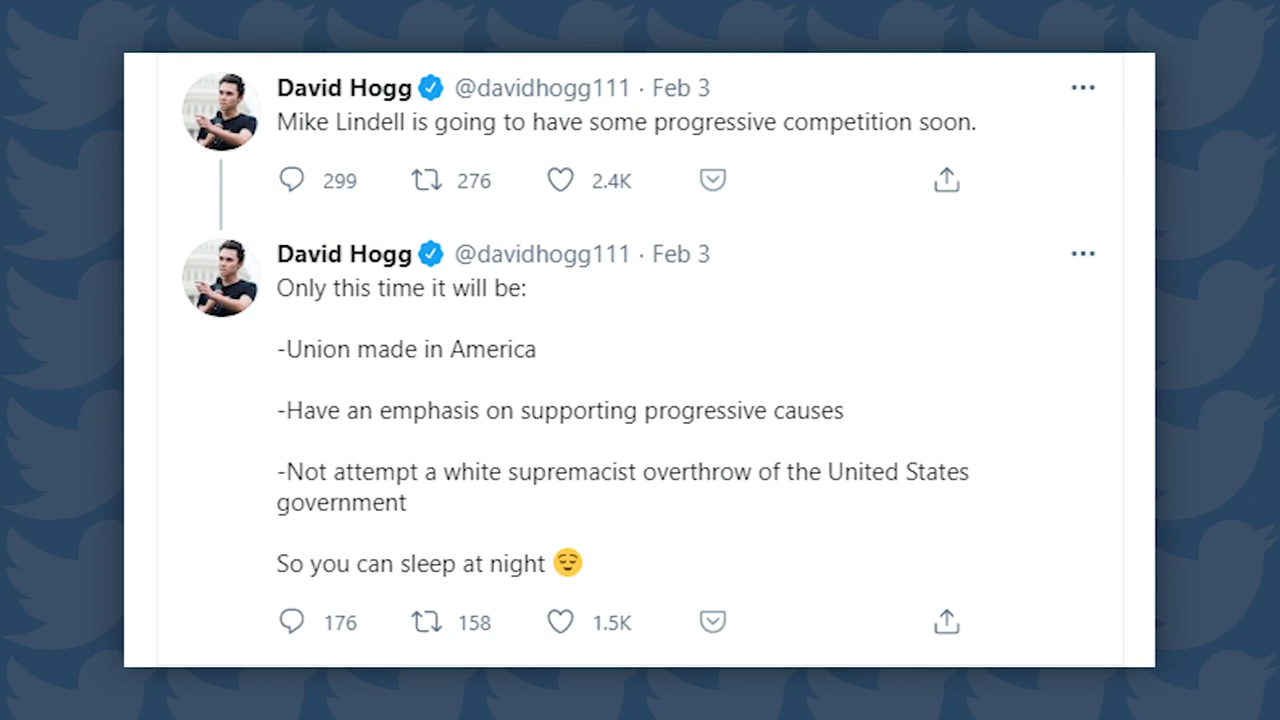 David Hogg @davidhogg111 · Feb 3
Mike Lindell is going to have some progressive competition soon.
299 276 2.4K
David Hogg @davidhogg111 · Feb 3
Only this time it will be:
-Union made in America
-Have an emphasis on supporting progressive causes
-Not attempt a white supremacist overthrow of the United States
government
So you can sleep at night 😌
176 158 1.5K